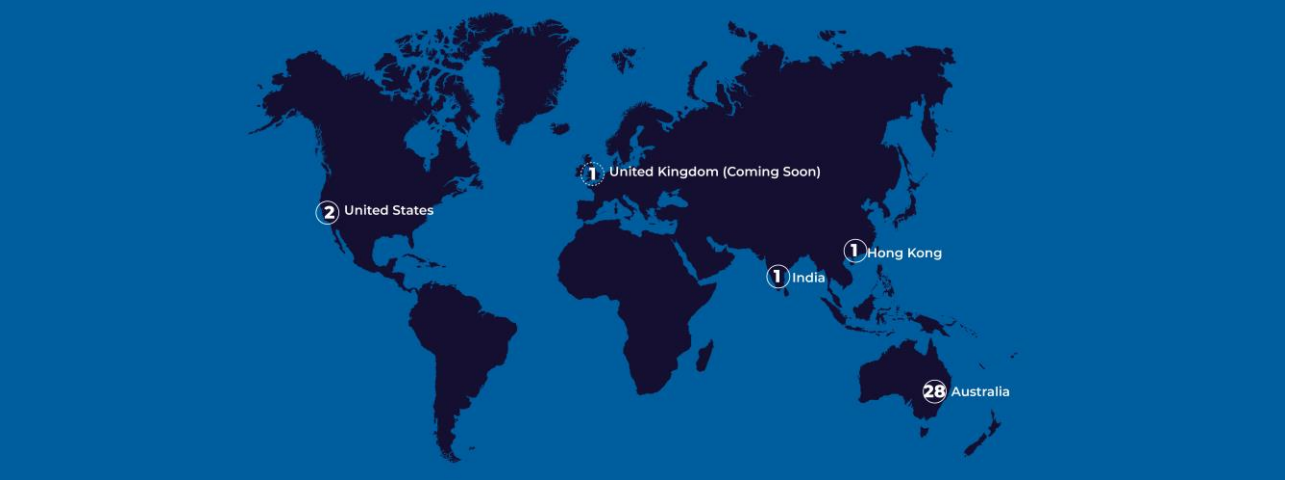 1 United Kingdom (Coming Soon)
2 United States
1 Hong Kong
1 India
28 Australia